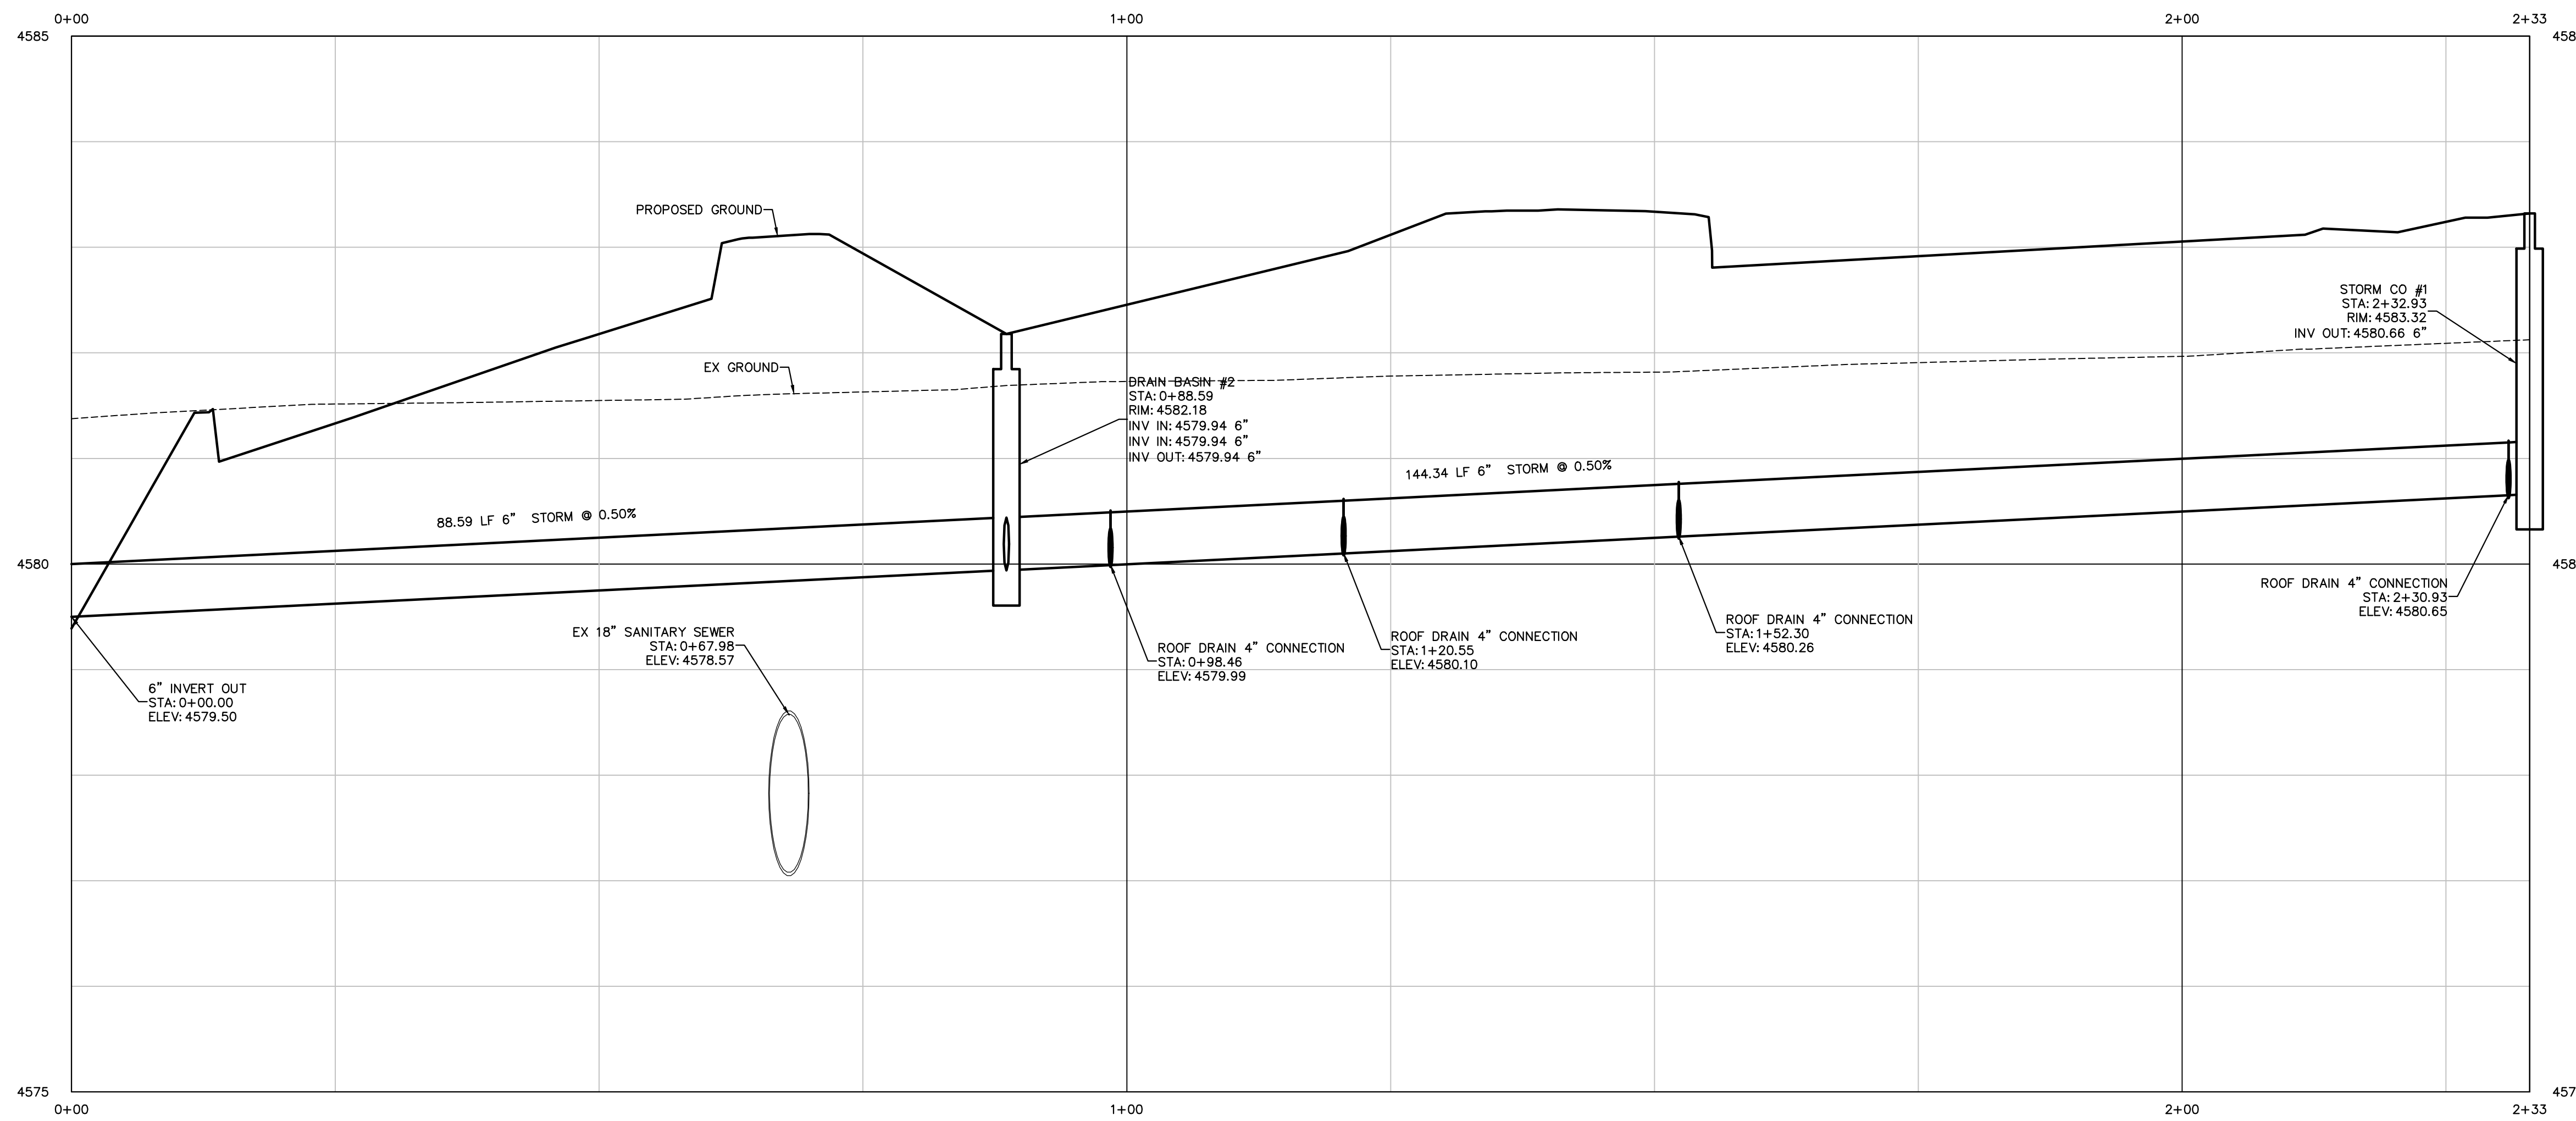 0+00
1+00
2+00
2+33
4585
458
PROPOSED GROUND
EX GROUND
DRAIN BASIN #2
STA: 0+88.59
RIM: 4582.18
INV IN: 4579.94 6"
INV IN: 4579.94 6"
INV OUT: 4579.94 6"
STORM CO #1
STA: 2+32.93
RIM: 4583.32
INV OUT: 4580.66 6"
88.59 LF 6" STORM @ 0.50%
144.34 LF 6" STORM @ 0.50%
4580
458
6" INVERT OUT
STA: 0+00.00
ELEV: 4579.50
EX 18" SANITARY SEWER
STA: 0+67.98
ELEV: 4578.57
ROOF DRAIN 4" CONNECTION
STA: 0+98.46
ELEV: 4579.99
ROOF DRAIN 4" CONNECTION
STA: 1+20.55
ELEV: 4580.10
ROOF DRAIN 4" CONNECTION
STA: 1+52.30
ELEV: 4580.26
ROOF DRAIN 4" CONNECTION
STA: 2+30.93
ELEV: 4580.65
4575
457
0+00
1+00
2+00
2+33